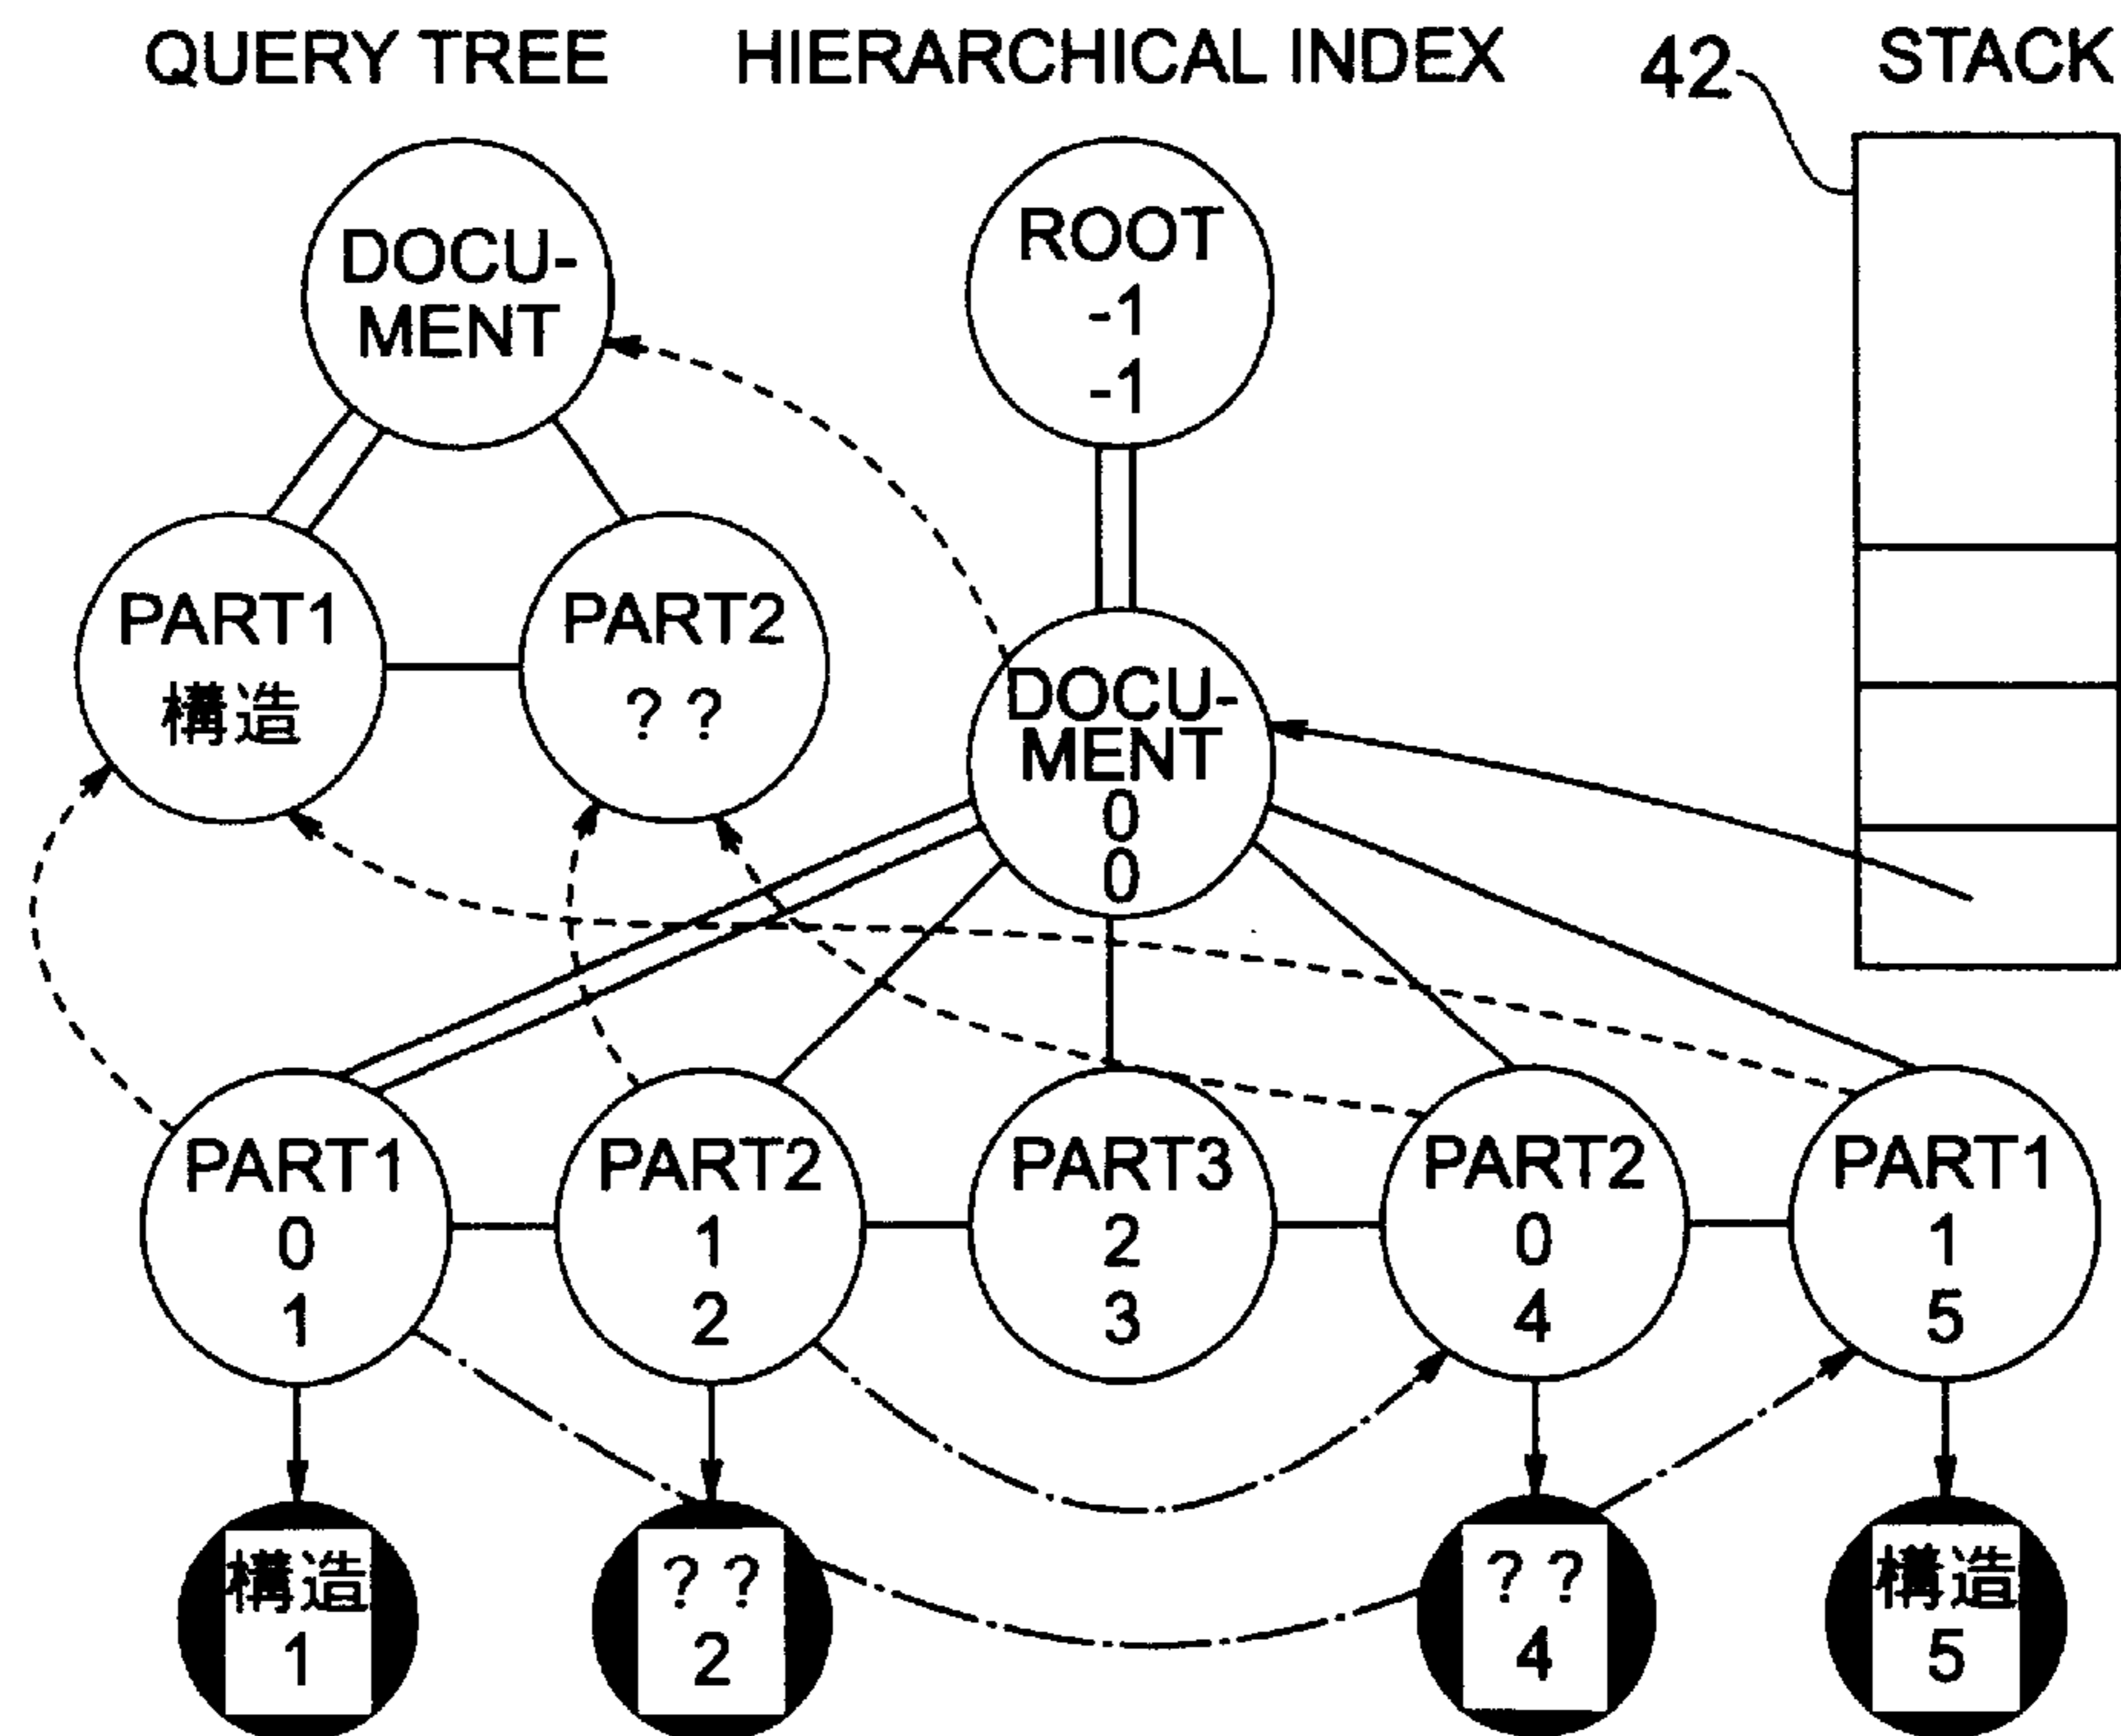 QUERY TREE
HIERARCHICAL INDEX
42
STACK
DOCU-
MENT
ROOT
-1
-1
PART1
構造
PART2
? ?
DOCU-
MENT
0
0
PART1
0
1
PART2
1
2
PART3
2
3
PART2
0
4
PART1
1
5
構造
1
? ?
2
? ?
4
構造
5